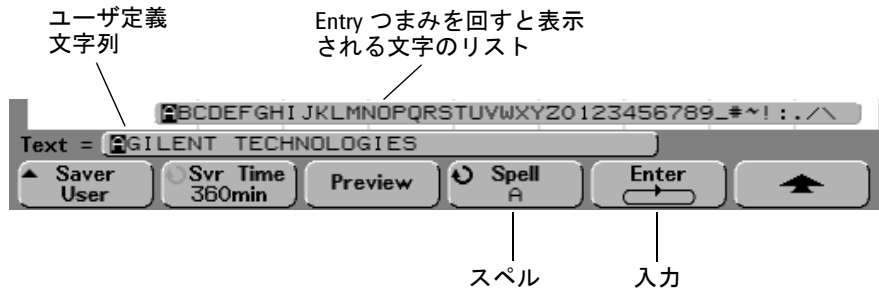 ユーザ定義
文字列
Entry つまみを回すと表示
される文字のリスト
ABCDEFGHIJKLMNOPQRSTUVWXYZ0123456789_#~!:./\
Text = AGILENT TECHNOLOGIES
Saver
User
Svr Time
360min
Preview
Spell
A
Enter
スペル
入力